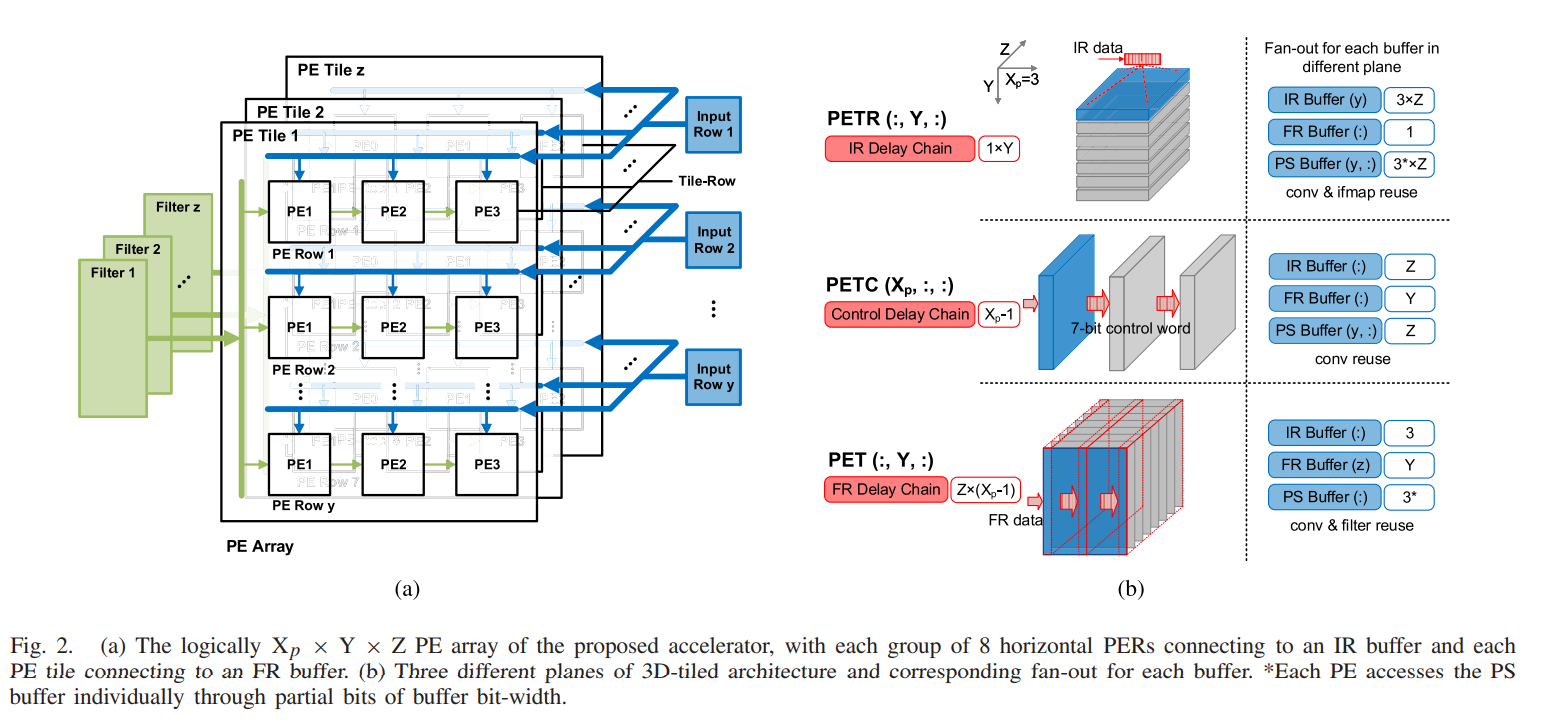 PE Tile z
PE Tile 2
PE Tile 1
Input
Row 1
Tile-Row
PE1
PE2
PE3
PE Row 1
Input
Row 2
Filter z
Filter 2
Filter 1
PE1
PE2
PE3
PE Row 2
Input
Row y
PE1
PE2
PE3
PE Row 7
PE Row y
PE Array
(a)
Z
Y
Xp=3
IR data
PETR (:, Y, :)
IR Delay Chain
1×Y
Fan-out for each buffer in
different plane
IR Buffer (y)
3×Z
FR Buffer (:)
1
PS Buffer (y, :)
3*×Z
conv & ifmap reuse
PETC (Xp, :, :)
Control Delay Chain
Xp-1
7-bit control word
IR Buffer (:)
Z
FR Buffer (:)
Y
PS Buffer (y, :)
Z
conv reuse
PET (:, Y, :)
FR Delay Chain
Z×(Xp-1)
FR data
IR Buffer (:)
3
FR Buffer (z)
Y
PS Buffer (:)
3*
conv & filter reuse
(b)
Fig. 2. (a) The logically Xp × Y × Z PE array of the proposed accelerator, with each group of 8 horizontal PERs connecting to an IR buffer and each
PE tile connecting to an FR buffer. (b) Three different planes of 3D-tiled architecture and corresponding fan-out for each buffer. *Each PE accesses the PS
buffer individually through partial bits of buffer bit-width.